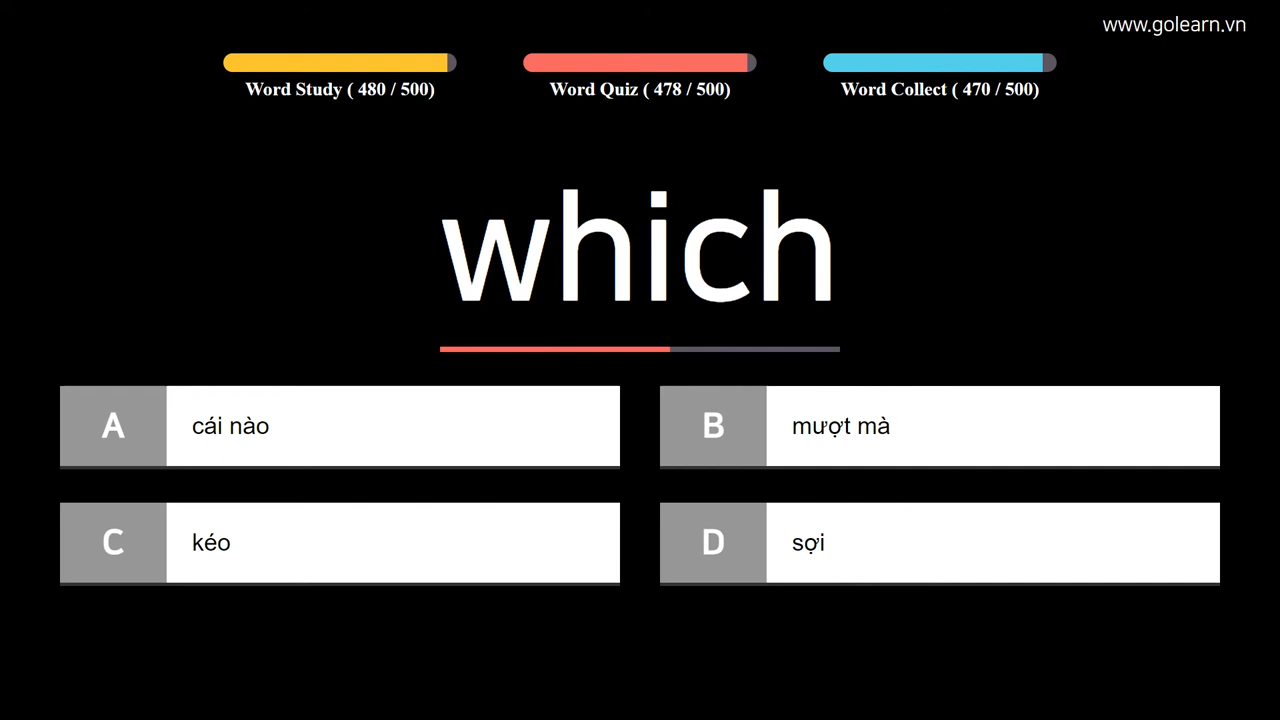 www.golearn.vn
Word Study ( 480 / 500)
Word Quiz ( 478 / 500)
Word Collect ( 470 / 500)
which
A cái nào
B mượt mà
C kéo
D sợi